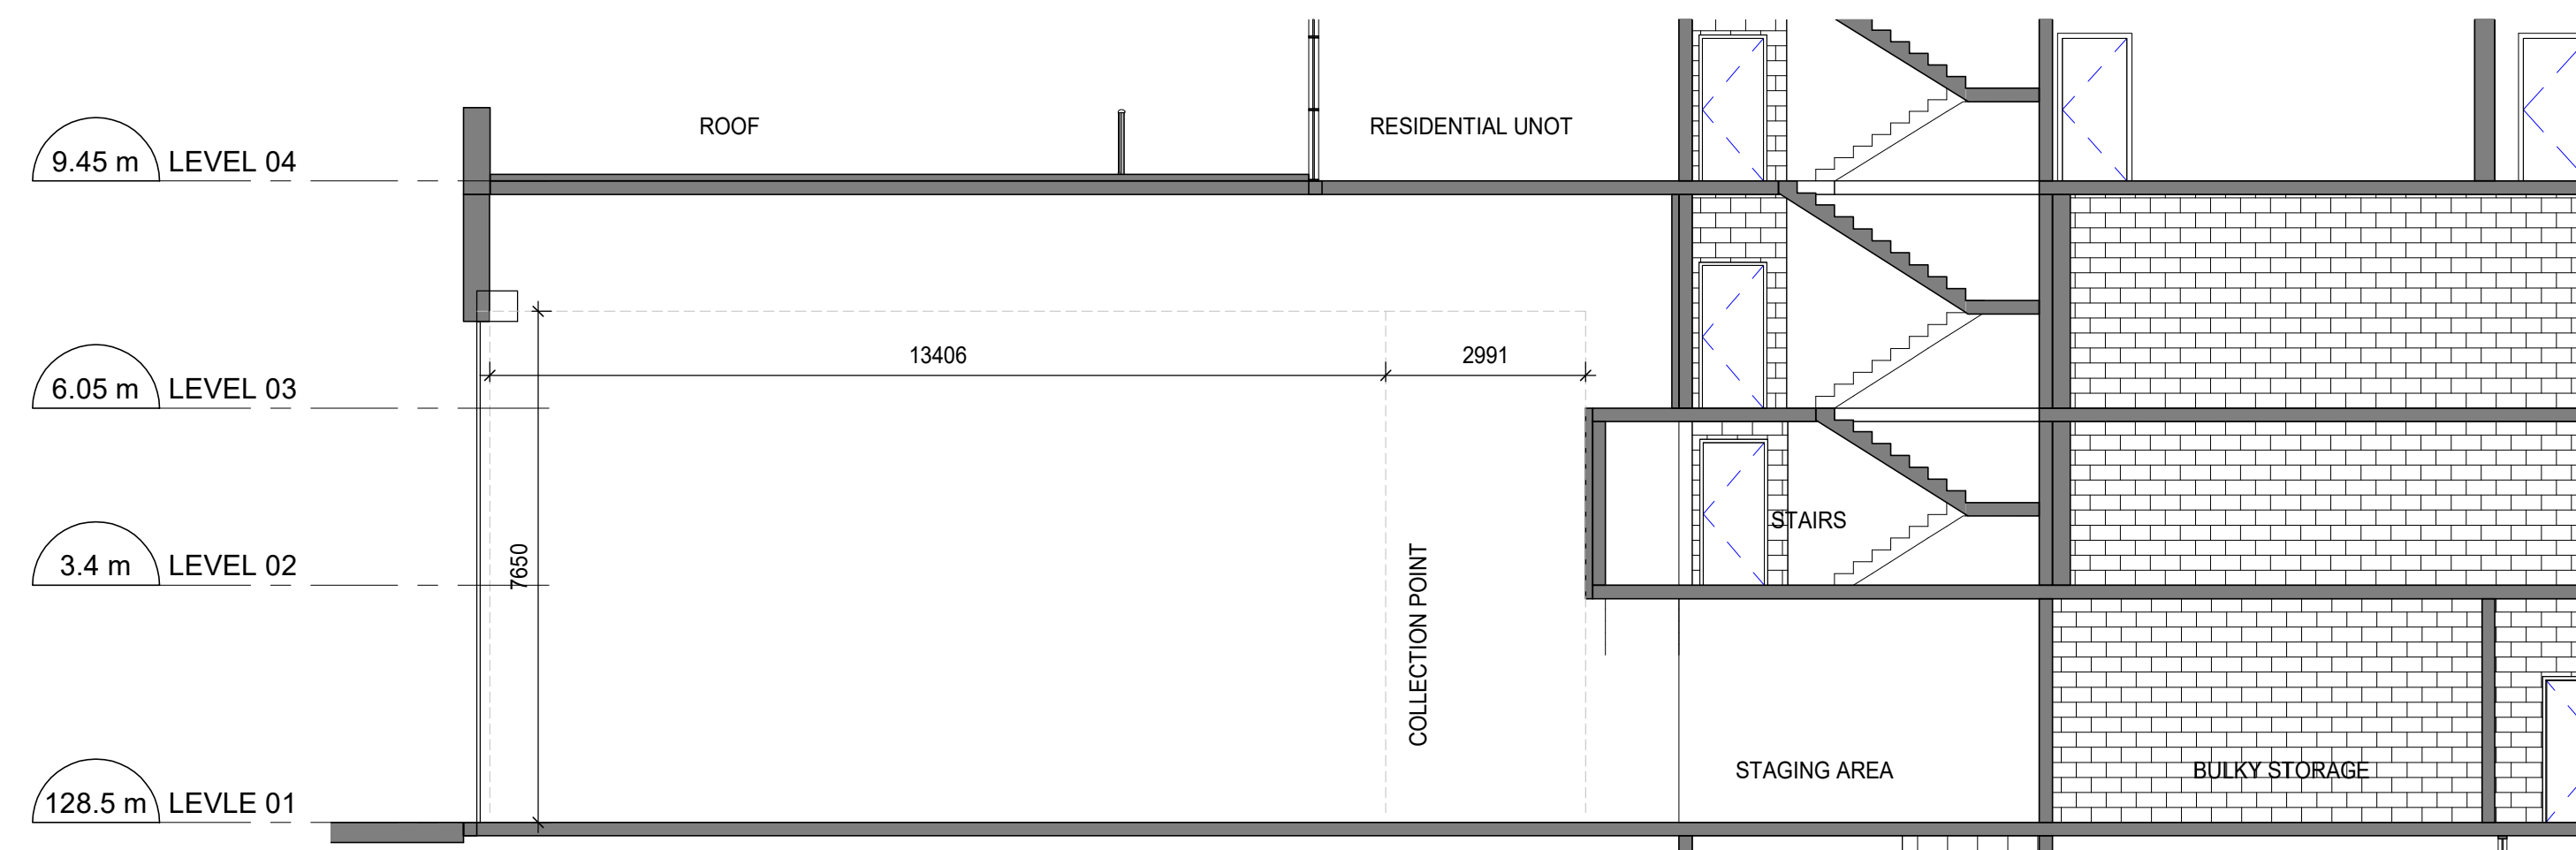 ROOF
RESIDENTIAL UNOT
9.45 m LEVEL 04
13406
2991
6.05 m LEVEL 03
STAIRS
3.4 m LEVEL 02
7650
COLLECTION POINT
STAGING AREA
BULKY STORAGE
128.5 m LEVLE 01